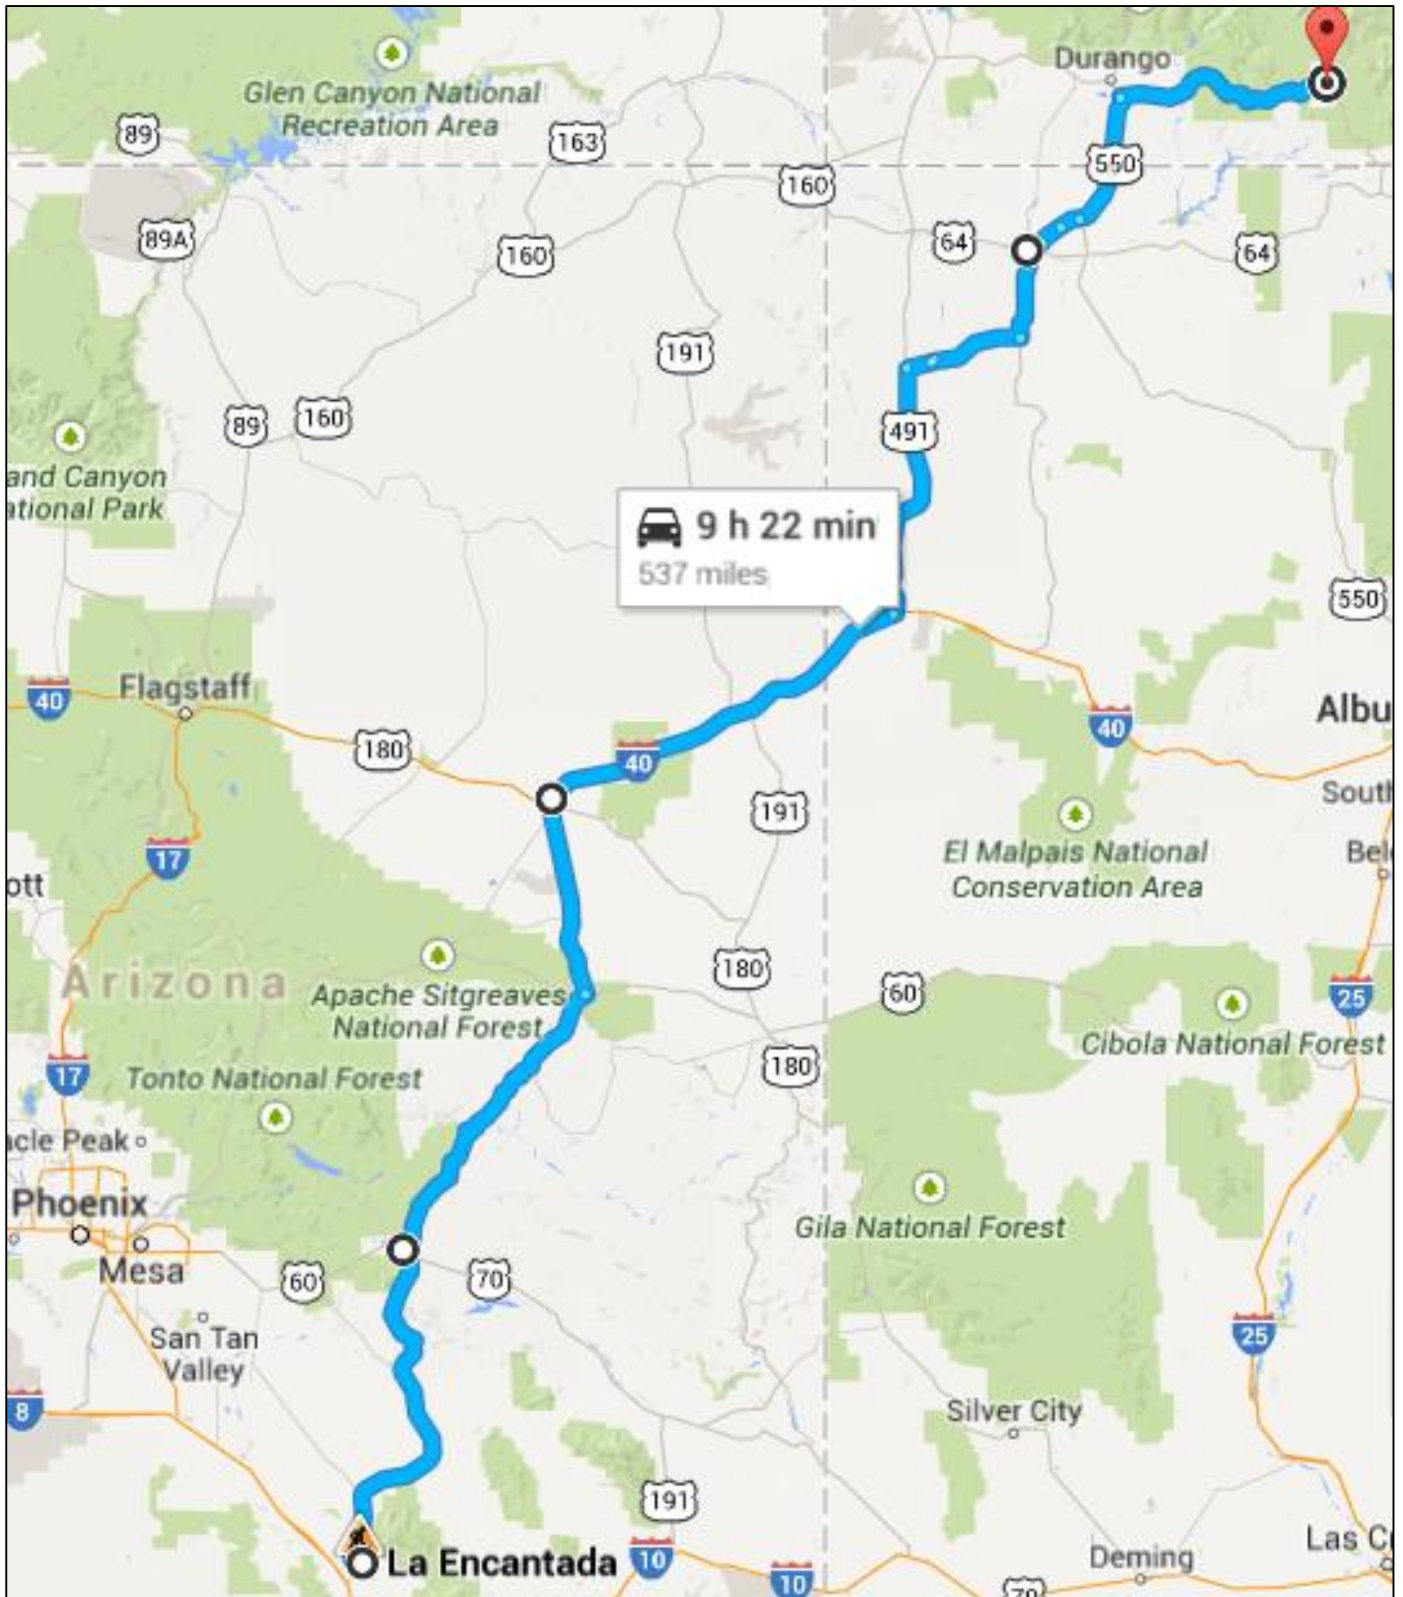 Durango
Glen Canyon National
Recreation Area
89
163
550
160
89A
64
160
64
191
491
89
160
and Canyon
ational Park
9 h 22 min
537 miles
550
Flagstaff
40
180
40
Albu
40
South
191
17
El Malpais National
Conservation Area
Bel
ott
Arizona
Apache Sitgreaves
National Forest
180
60
25
Cibola National Forest
17
Tonto National Forest
180
acle Peak
Phoenix
Mesa
Gila National Forest
60
70
San Tan
Valley
25
8
Silver City
191
La Encantada
10
10
Deming
Las C
70